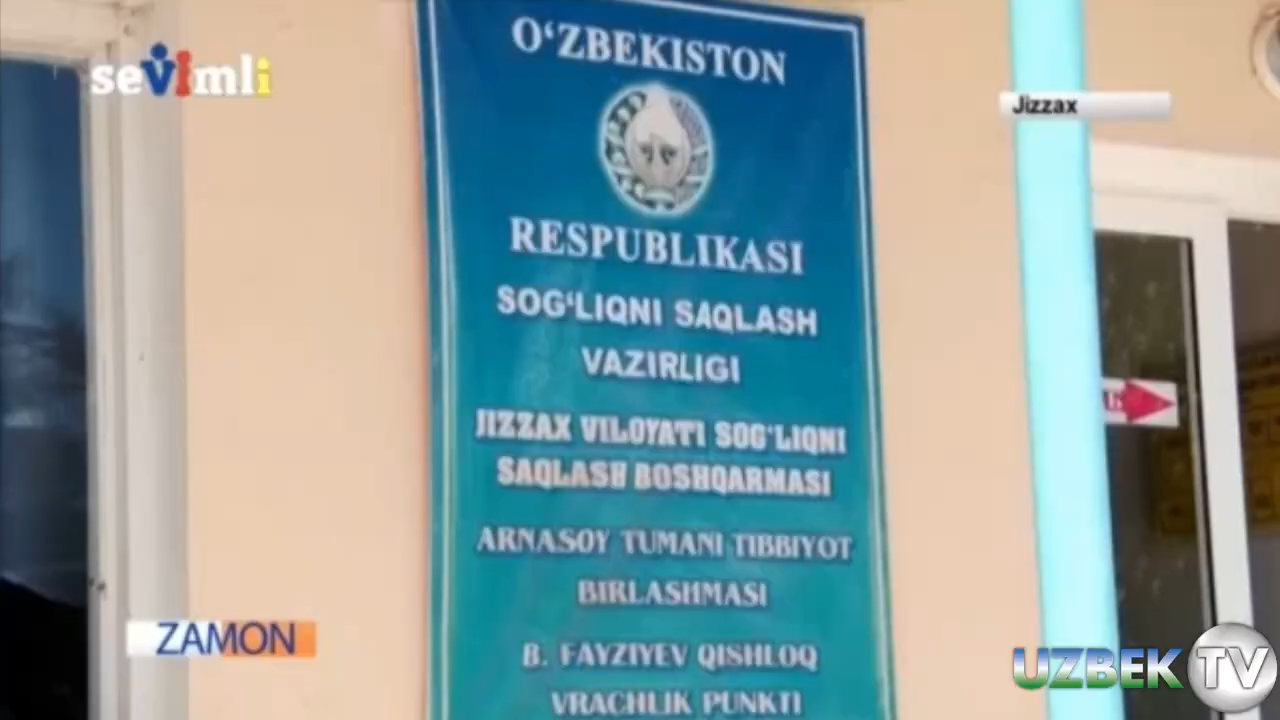 sevimli
Jizzax
O‘ZBEKISTON
RESPUBLIKASI
SOG‘LIQNI SAQLASH
VAZIRLIGI
JIZZAX VILOYATI SOG‘LIQNI
SAQLASH BOSHQARMASI
ARNASOY TUMANI TIBBIYOT
BIRLASHMASI
B. FAYZIYEV QISHLOQ
VRACHLIK PUNKTI
ZAMON
UZBEK TV